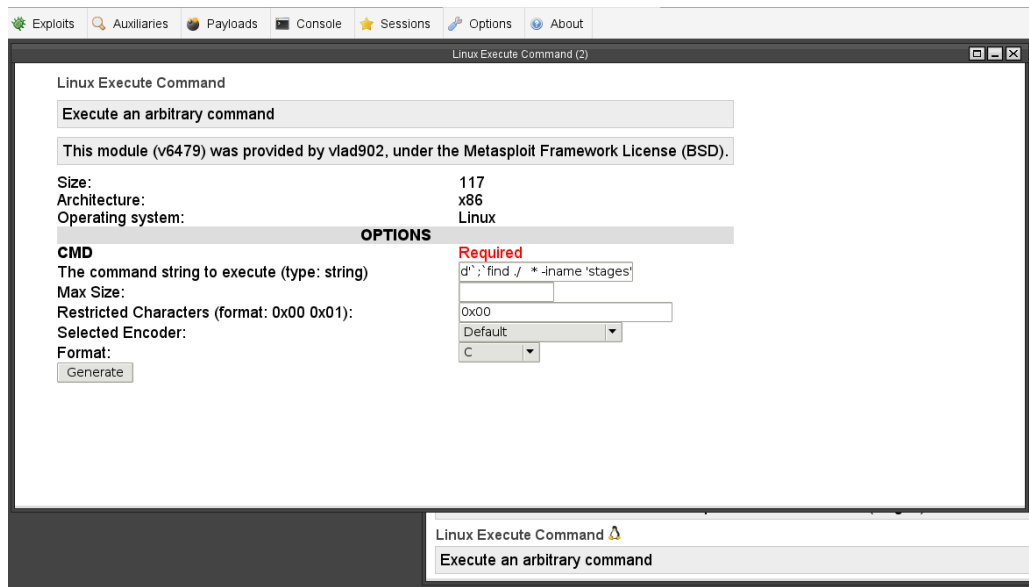 Exploits Auxiliaries Payloads Console Sessions Options About
Linux Execute Command (2)
Linux Execute Command
Execute an arbitrary command
This module (v6479) was provided by vlad902, under the Metasploit Framework License (BSD).
Size: 117
Architecture: x86
Operating system: Linux
OPTIONS
CMD Required
The command string to execute (type: string) d'`;`find ./ * -iname 'stages'
Max Size:
Restricted Characters (format: 0x00 0x01): 0x00
Selected Encoder: Default
Format: C
Generate
Linux Execute Command
Execute an arbitrary command